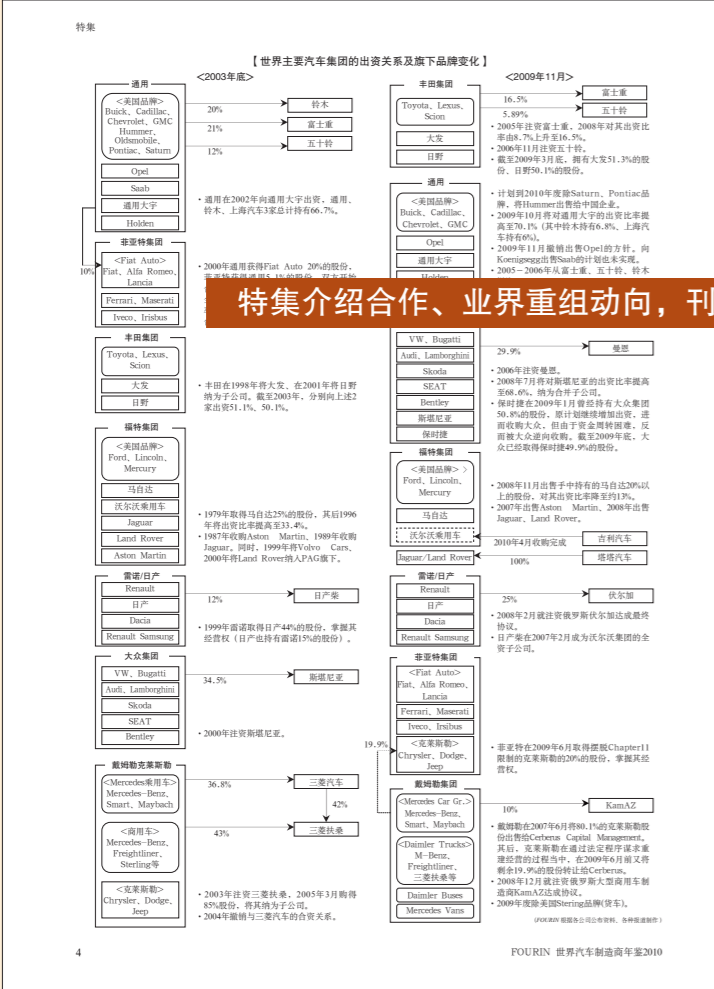 特集
【 世界主要汽车集团的出资关系及旗下品牌变化 】
<2003年底>
通用
<美国品牌>
Buick、Cadillac、
Chevrolet、GMC
Hummer、
Oldsmobile、
Pontiac、Saturn
20%
铃木
21%
富士重
12%
五十铃
Opel
Saab
通用大宇
Holden
・通用在2002年向通用大宇出资，通用、
铃木、上海汽车3家总计持有66.7%。
10%
菲亚特集团
<Fiat Auto>
Fiat、Alfa Romeo、
Lancia
Ferrari、Maserati
Iveco、Irisbus
・2000年通用获得Fiat Auto 20%的股份，
丰田集团
Toyota、Lexus、
Scion
大发
日野
・丰田在1998年将大发、在2001年将日野
纳为子公司。截至2003年，分别向上述2
家出资51.1%、50.1%。
福特集团
<美国品牌>
Ford、Lincoln、
Mercury
马自达
沃尔沃乘用车
Jaguar
Land Rover
Aston Martin
・1979年取得马自达25%的股份，其后1996
年将出资比率提高至33.4%。
・1987年收购Aston Martin、1989年收购
Jaguar。同时，1999年将Volvo Cars、
2000年将Land Rover纳入PAG旗下。
雷诺/日产
Renault
日产
Dacia
Renault Samsung
12%
日产柴
・1999年雷诺取得日产44%的股份，掌握其
经营权（日产也持有雷诺15%的股份）。
大众集团
VW、Bugatti
Audi、Lamborghini
Skoda
SEAT
Bentley
34.5%
斯堪尼亚
・2000年注资斯堪尼亚。
戴姆勒克莱斯勒
<Mercedes乘用车>
Mercedes-Benz、
Smart、Maybach
36.8%
三菱汽车
42%
<商用车>
Mercedes-Benz、
Freightliner、
Sterling等
43%
三菱扶桑
<克莱斯勒>
Chrysler、Dodge、
Jeep
・2003年注资三菱扶桑，2005年3月购得
85%股份，将其纳为子公司。
・2004年撤销与三菱汽车的合资关系。
<2009年11月>
丰田集团
Toyota、Lexus、
Scion
大发
日野
16.5%
富士重
5.89%
五十铃
・2005年注资富士重，2008年对其出资比
率由8.7%上升至16.5%。
・2006年11月注资五十铃。
・截至2009年3月底，拥有大发51.3%的股
份、日野50.1%的股份。
通用
<美国品牌>
Buick、Cadillac、
Chevrolet、GMC
Opel
通用大宇
Holden
・计划到2010年废除Saturn、Pontiac品
牌，将Hummer出售给中国企业。
・2009年10月将对通用大宇的出资比率提
高至70.1%（其中铃木持有6.8%、上海汽
车持有6%)。
・2009年11月撤销出售Opel的方针。向
Koenigsegg出售Saab的计划也未实现。
・2005－2006年从富士重、五十铃、铃木
特集介绍合作、业界重组动向，刊
VW、Bugatti
Audi、Lamborghini
Skoda
SEAT
Bentley
斯堪尼亚
保时捷
29.9%
曼恩
・2006年注资曼恩。
・2008年7月将对斯堪尼亚的出资比率提高
至68.6%，纳为合并子公司。
・保时捷在2009年1月曾经持有大众集团
50.8%的股份，原计划继续增加出资，进
而收购大众，但由于资金周转困难，反
而被大众逆向收购。截至2009年底，大
众已经取得保时捷49.9%的股份。
福特集团
<美国品牌>
Ford、Lincoln、
Mercury
马自达
沃尔沃乘用车
Jaguar/Land Rover
・2008年11月出售手中持有的马自达20%以
上的股份，对其出资比率降至约13%。
・2007年出售Aston Martin、2008年出售
Jaguar、Land Rover。
2010年4月收购完成
吉利汽车
100%
塔塔汽车
雷诺/日产
Renault
日产
Dacia
Renault Samsung
25%
伏尔加
・2008年2月就注资俄罗斯伏尔加达成最终
协议。
・日产柴在2007年2月成为沃尔沃集团的全
资子公司。
菲亚特集团
<Fiat Auto>
Fiat、Alfa Romeo、
Lancia
Ferrari、Maserati
Iveco、Irsibus
19.9%
<克莱斯勒>
Chrysler、Dodge、
Jeep
・菲亚特在2009年6月取得摆脱Chapter11
限制的克莱斯勒的20%的股份，掌握其经
营权。
戴姆勒集团
<Mercedes Car Gr.>
Mercedes-Benz、
Smart、Maybach
<Daimler Trucks>
M-Benz、
Freightliner、
三菱扶桑等
Daimler Buses
Mercedes Vans
10%
KamAZ
・戴姆勒在2007年6月将80.1%的克莱斯勒股
份出售给Cerberus Capital Management。
其后，克莱斯勒在通过法定程序谋求重
建经营的过程当中，在2009年6月前又将
剩余19.9%的股份转让给Cerberus。
・2008年12月就注资俄罗斯大型商用车制
造商KamAZ达成协议。
・2009年废除美国Stering品牌(货车)。
(FOURIN 根据各公司公布资料、各种报道制作 )
4
FOURIN 世界汽车制造商年鉴2010